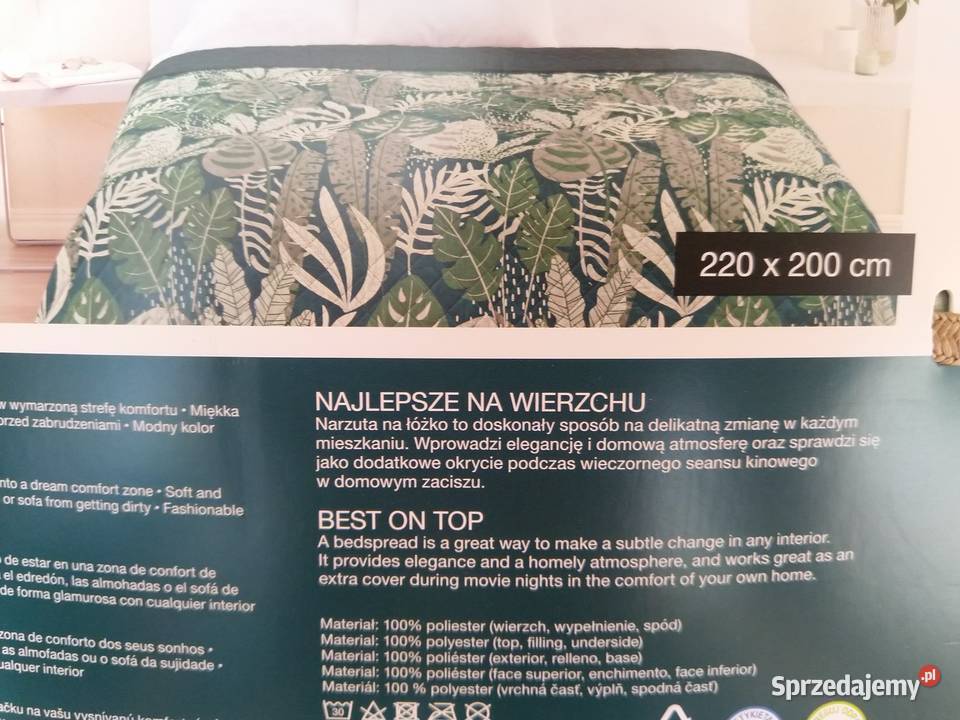 220 x 200 cm
w wymarzoną strefę komfortu • Miękka
przed zabrudzeniami • Modny kolor
into a dream comfort zone • Soft and
or sofa from getting dirty • Fashionable
de estar en una zona de confort de
el edredón, las almohadas o el sofá de
de forma glamurosa con cualquier interior
zona de conforto dos seus sonhos •
as almofadas ou o sofá da sujidade •
ualquer interior
ačku na vašu vysnívanú
NAJLEPSZE NA WIERZCHU
Narzuta na łóżko to doskonały sposób na delikatną zmianę w każdym
mieszkaniu. Wprowadzi elegancję i domową atmosferę oraz sprawdzi się
jako dodatkowe okrycie podczas wieczornego seansu kinowego
w domowym zaciszu.
BEST ON TOP
A bedspread is a great way to make a subtle change in any interior.
It provides elegance and a homely atmosphere, and works great as an
extra cover during movie nights in the comfort of your own home.
Materiał: 100% poliester (wierzch, wypełnienie, spód)
Material: 100% polyester (top, filling, underside)
Material: 100% poliéster (exterior, relleno, base)
Material: 100% poliéster (face superior, enchimento, face inferior)
Materiál: 100 % polyester (vrchná časť, výplň, spodná časť)
30
Sprzedajemy.pl